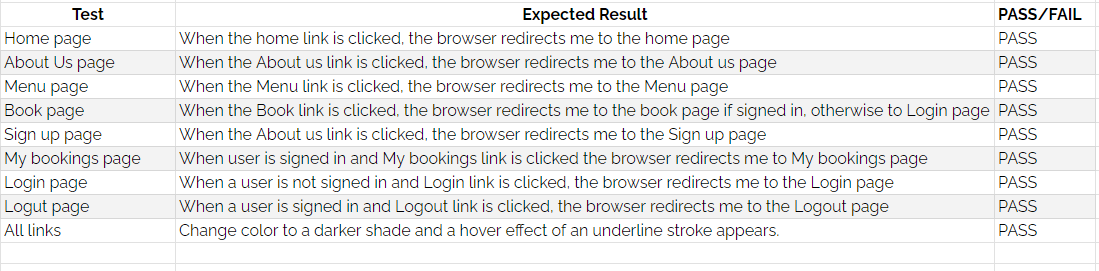 Test Expected Result PASS/FAIL
Home page When the home link is clicked, the browser redirects me to the home page PASS
About Us page When the About us link is clicked, the browser redirects me to the About us page PASS
Menu page When the Menu link is clicked, the browser redirects me to the Menu page PASS
Book page When the Book link is clicked, the browser redirects me to the book page if signed in, otherwise to Login page PASS
Sign up page When the About us link is clicked, the browser redirects me to the Sign up page PASS
My bookings page When user is signed in and My bookings link is clicked the browser redirects me to My bookings page PASS
Login page When a user is not signed in and Login link is clicked, the browser redirects me to the Login page PASS
Logut page When a user is signed in and Logout link is clicked, the browser redirects me to the Logout page PASS
All links Change color to a darker shade and a hover effect of an underline stroke appears. PASS